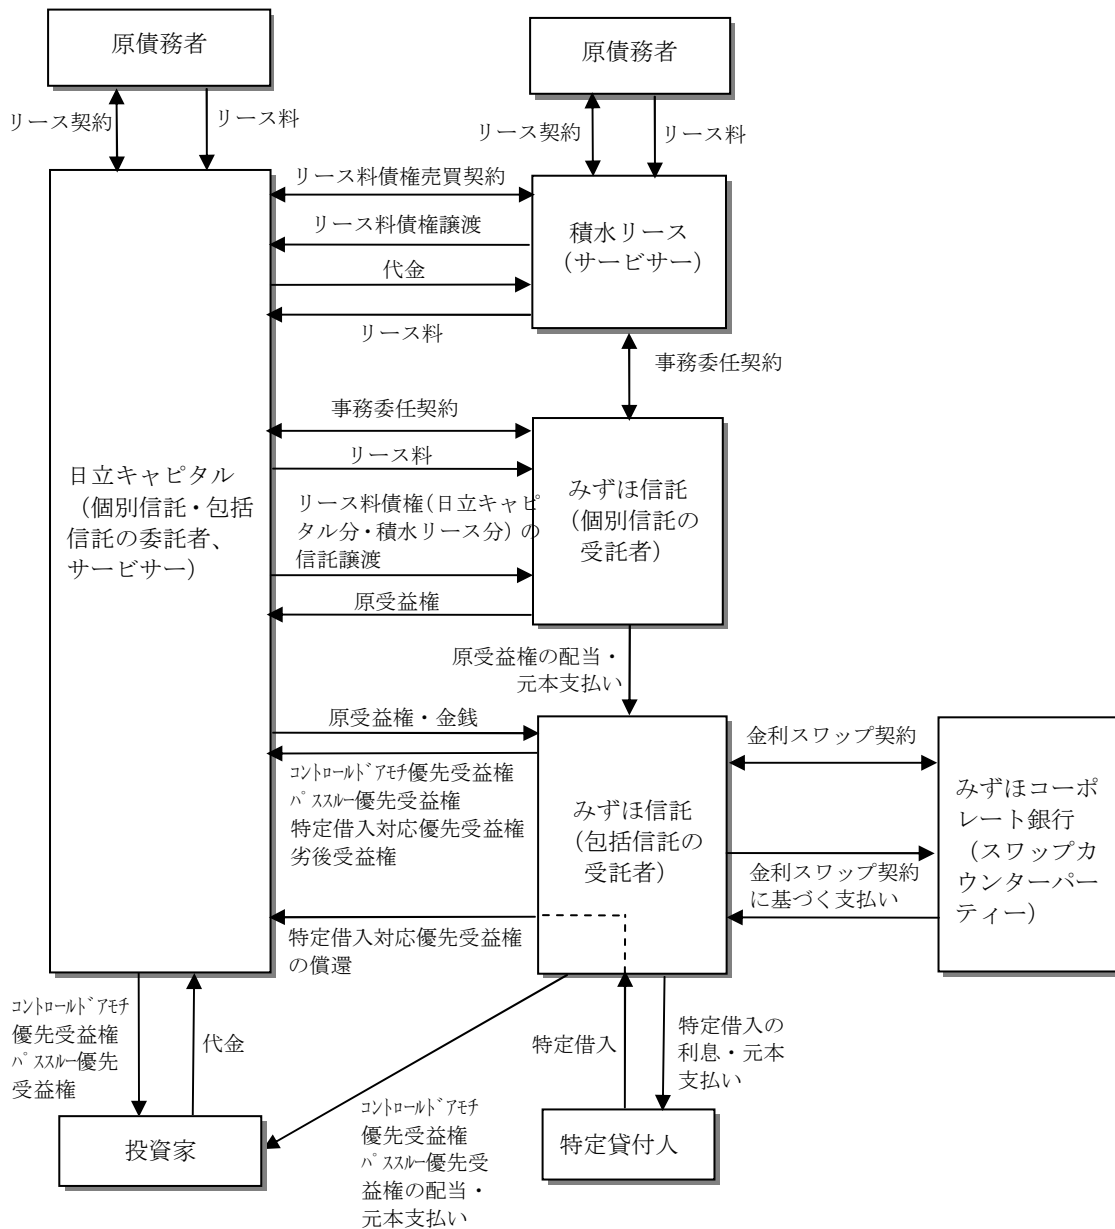 原債務者
原債務者
リース契約
リース料
リース契約
リース料
リース料債権売買契約
リース料債権譲渡
代金
リース料
積水リース
（サービサー）
事務委任契約
事務委任契約
リース料
リース料債権（日立キャピ
タル分・積水リース分）の
信託譲渡
原受益権
日立キャピタル
（個別信託・包括
信託の委託者、
サービサー）
みずほ信託
（個別信託の
受託者）
原受益権の配当・
元本支払い
原受益権・金銭
ｺﾝﾄﾛｰﾙﾄﾞｱﾓﾁ優先受益権
ﾊﾟｽｽﾙｰ優先受益権
特定借入対応優先受益権
劣後受益権
みずほ信託
（包括信託の
受託者）
金利スワップ契約
金利スワップ契約
に基づく支払い
みずほコーポ
レート銀行
（スワップカ
ウンターパー
ティー）
特定借入対応優先受益権
の償還
ｺﾝﾄﾛｰﾙﾄﾞｱﾓﾁ
優先受益権
ﾊﾟｽｽﾙｰ優先
受益権
代金
特定借入
特定借入の
利息・元本
支払い
ｺﾝﾄﾛｰﾙﾄﾞｱﾓﾁ
優先受益権
ﾊﾟｽｽﾙｰ優先受
益権の配当・
元本支払い
投資家
特定貸付人